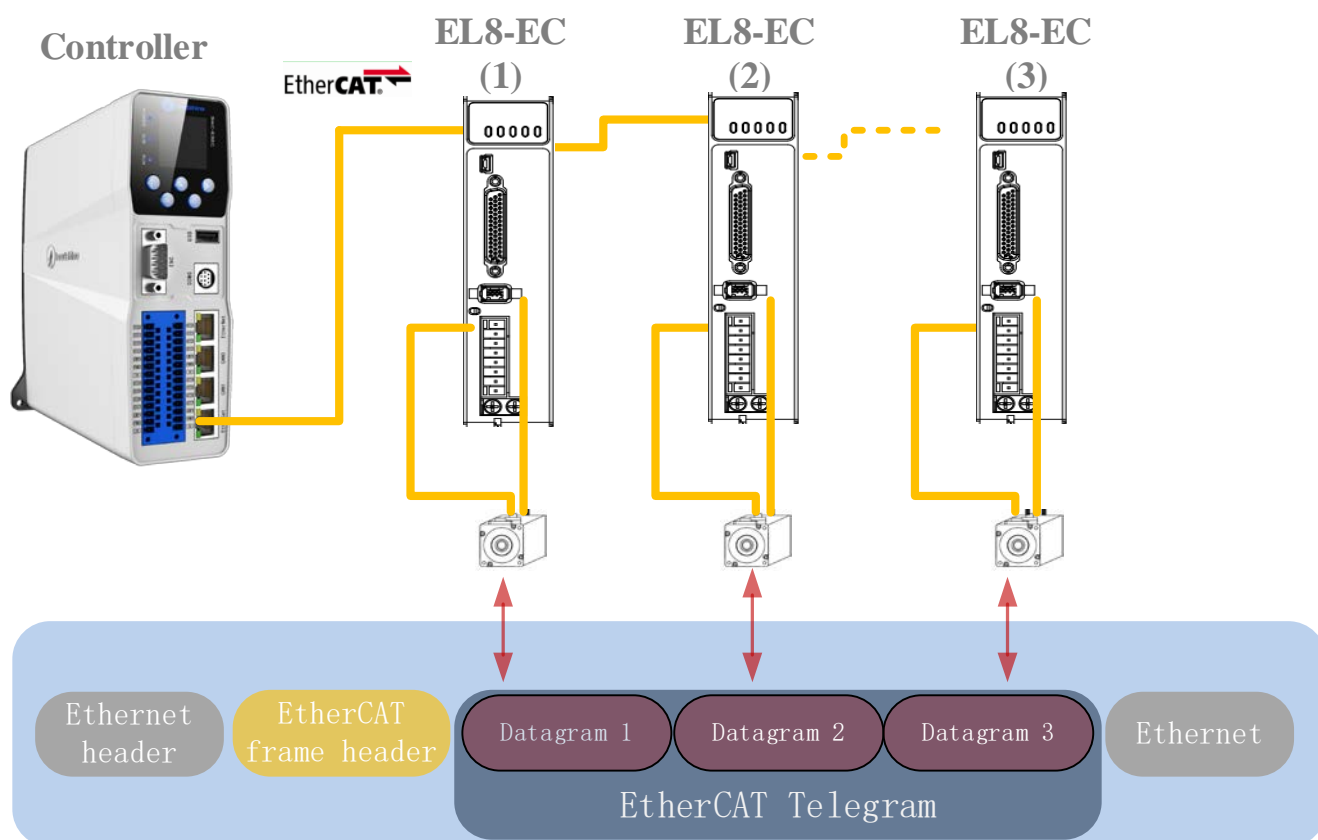 Controller
EtherCAT®
EL8-EC
(1)
EL8-EC
(2)
EL8-EC
(3)
00000
00000
00000
Ethernet
header
EtherCAT
frame header
Datagram 1
Datagram 2
Datagram 3
Ethernet
EtherCAT Telegram